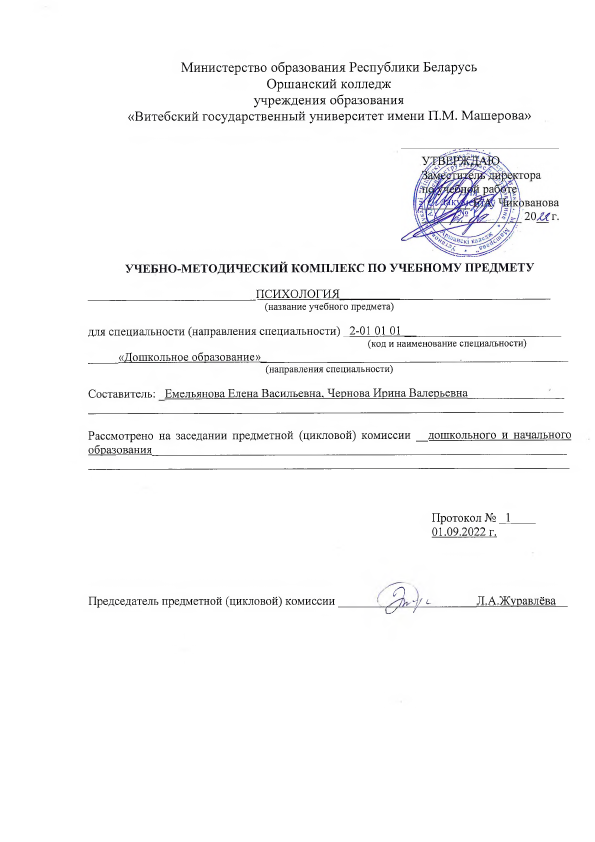 Министерство образования Республики Беларусь
Оршанский колледж
учреждения образования
«Витебский государственный университет имени П.М. Машерова»
УТВЕРЖДАЮ
Заместитель директора
по учебной работе
Чикованова
20 22 г.
УЧЕБНО-МЕТОДИЧЕСКИЙ КОМПЛЕКС ПО УЧЕБНОМУ ПРЕДМЕТУ
ПСИХОЛОГИЯ
(название учебного предмета)
для специальности (направления специальности) 2-01 01 01
(код и наименование специальности)
«Дошкольное образование»
(направления специальности)
Составитель: Емельянова Елена Васильевна, Чернова Ирина Валерьевна
Рассмотрено на заседании предметной (цикловой) комиссии дошкольного и начального
образования
Протокол № 1
01.09.2022 г.
Председатель предметной (цикловой) комиссии Л.А.Журавлёва